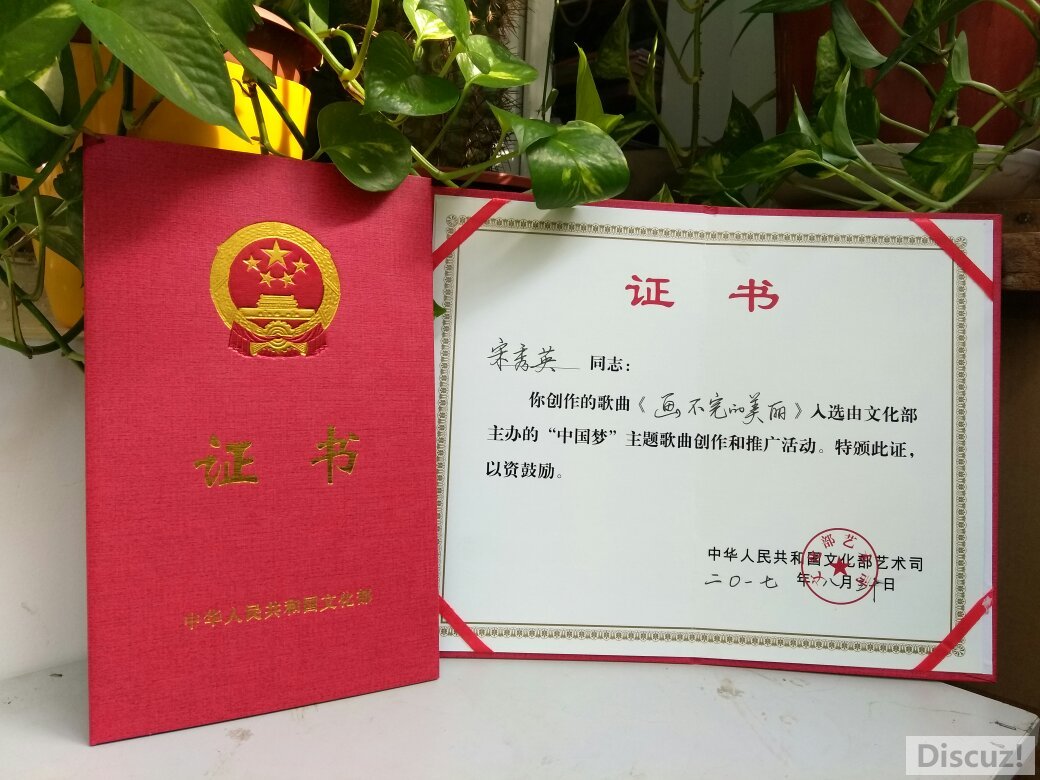 证 书
中华人民共和国文化部
证 书
宋秀英 同志：
你创作的歌曲《画不完的美丽》入选由文化部
主办的“中国梦”主题歌曲创作和推广活动。特颁此证，
以资鼓励。
中华人民共和国文化部艺术司
二〇一七 年 八月 日
Discuz!